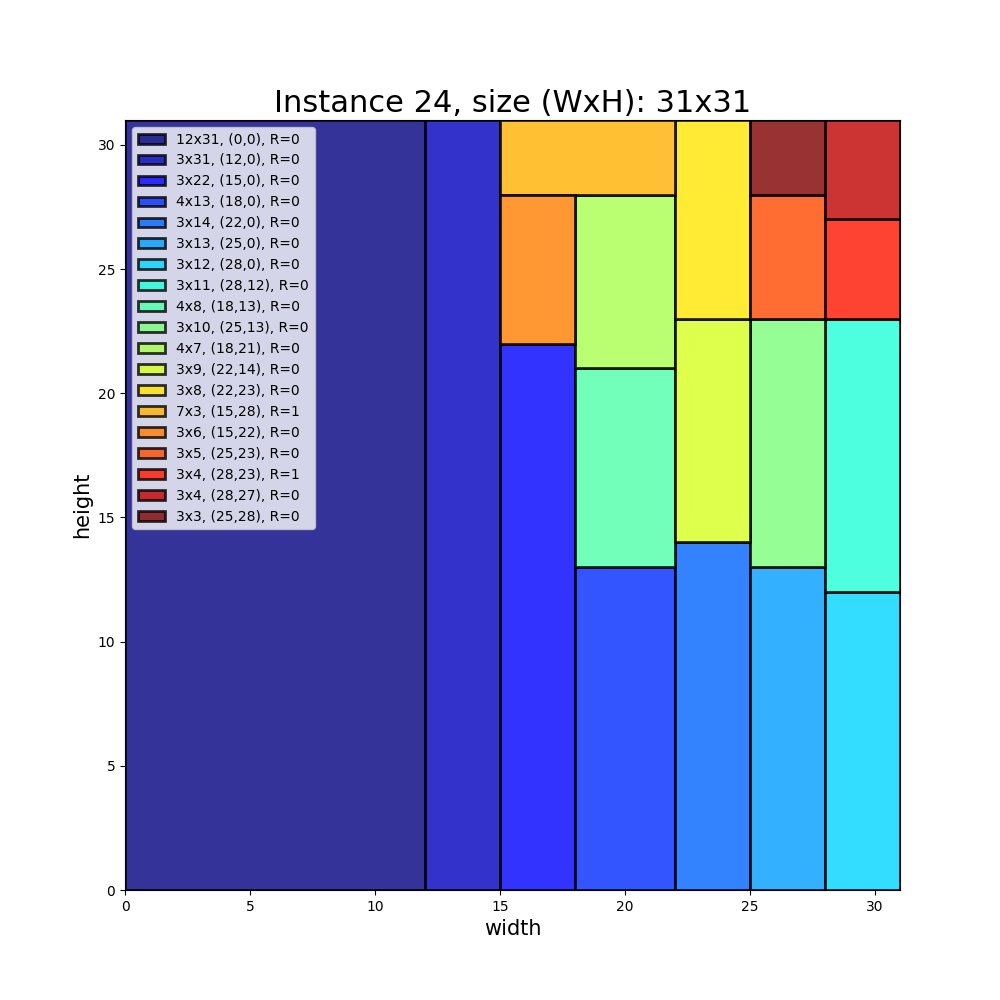 Instance 24, size (WxH): 31x31
30
25
20
15
10
5
0
height
12x31, (0,0), R=0
3x31, (12,0), R=0
3x22, (15,0), R=0
4x13, (18,0), R=0
3x14, (22,0), R=0
3x13, (25,0), R=0
3x12, (28,0), R=0
3x11, (28,12), R=0
4x8, (18,13), R=0
3x10, (25,13), R=0
4x7, (18,21), R=0
3x9, (22,14), R=0
3x8, (22,23), R=0
7x3, (15,28), R=1
3x6, (15,22), R=0
3x5, (25,23), R=0
3x4, (28,23), R=1
3x4, (28,27), R=0
3x3, (25,28), R=0
0 5 10 15 20 25 30
width